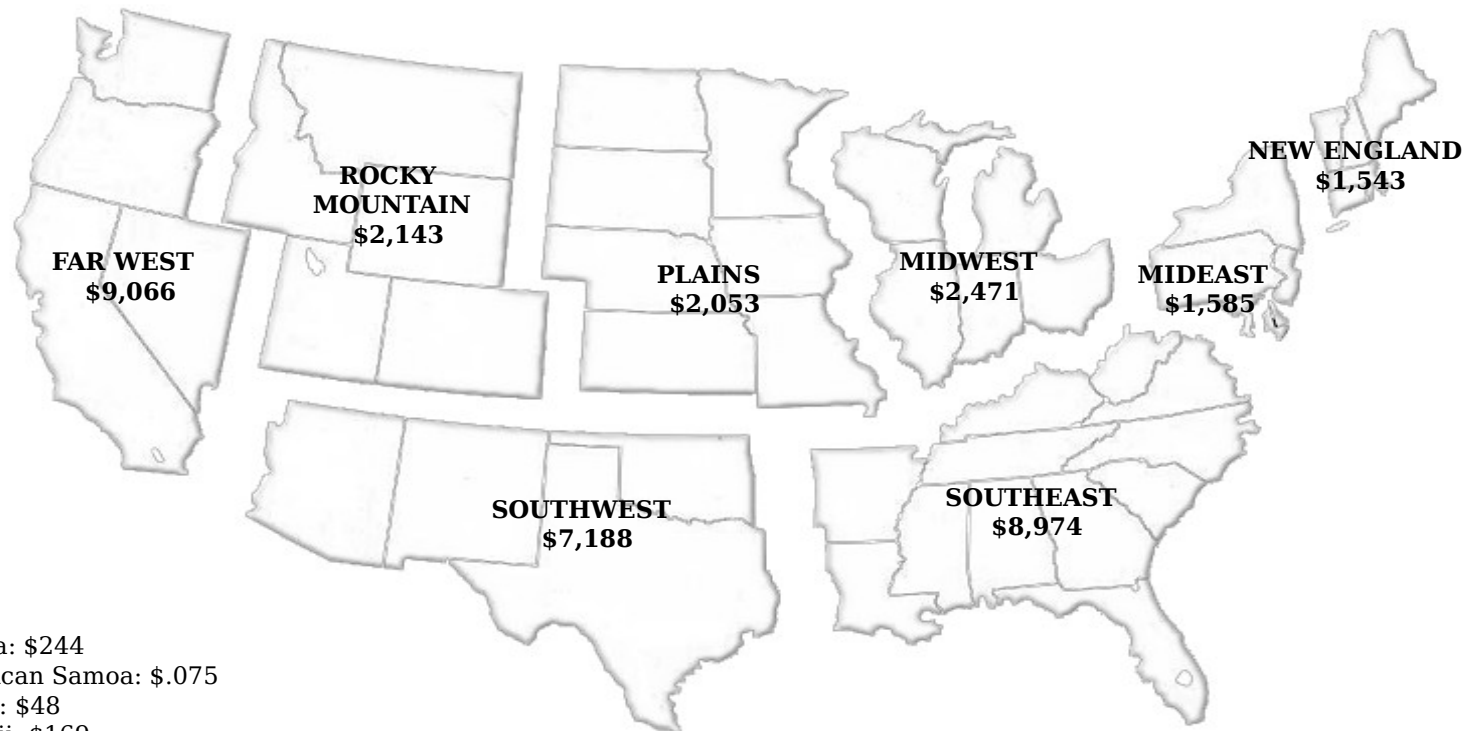 NEW ENGLAND
$1,543
ROCKY
MOUNTAIN
$2,143
FAR WEST
$9,066
PLAINS
$2,053
MIDWEST
$2,471
MIDEAST
$1,585
SOUTHWEST
$7,188
SOUTHEAST
$8,974
a: $244
can Samoa: $.075
: $48
$169